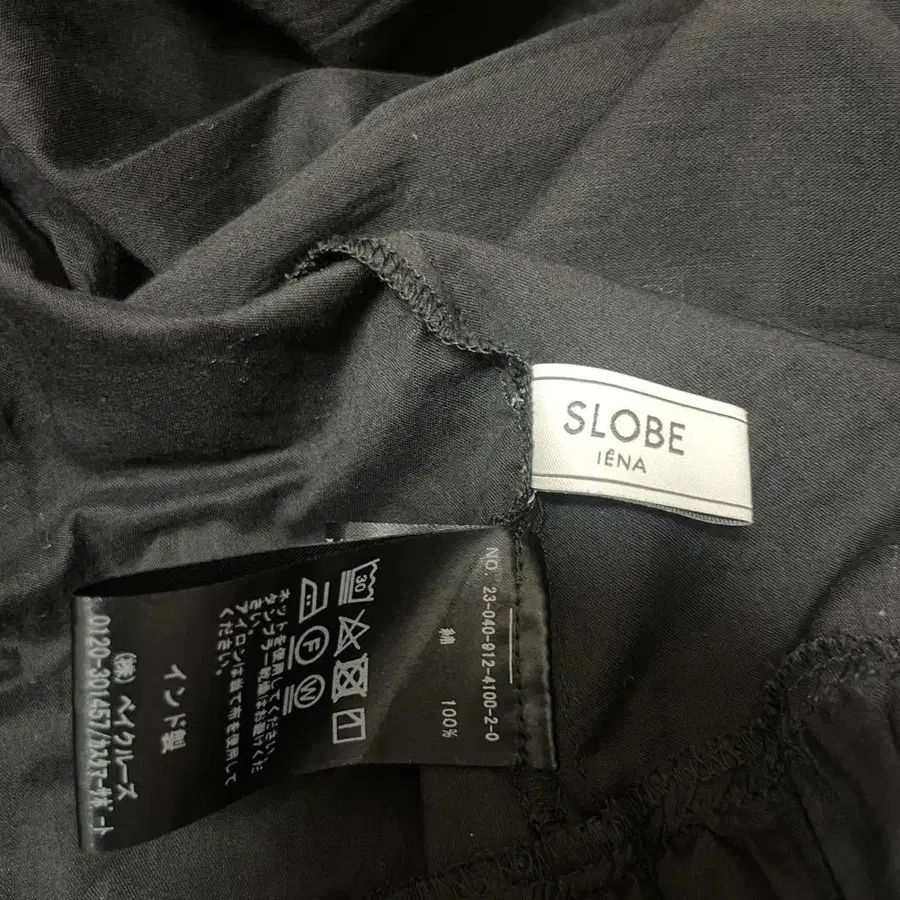 SLOBE
IÊNA
NO. 23-040-912-4100-2-0
綿 100%
30
F
W
ネットを使用してください。
タンブラー乾燥はお避けくだ
さい。
アイロンは当て布を使用して
ください。
インド製
(株)ベイクルーズ
0120-301457/カスタマーサポート